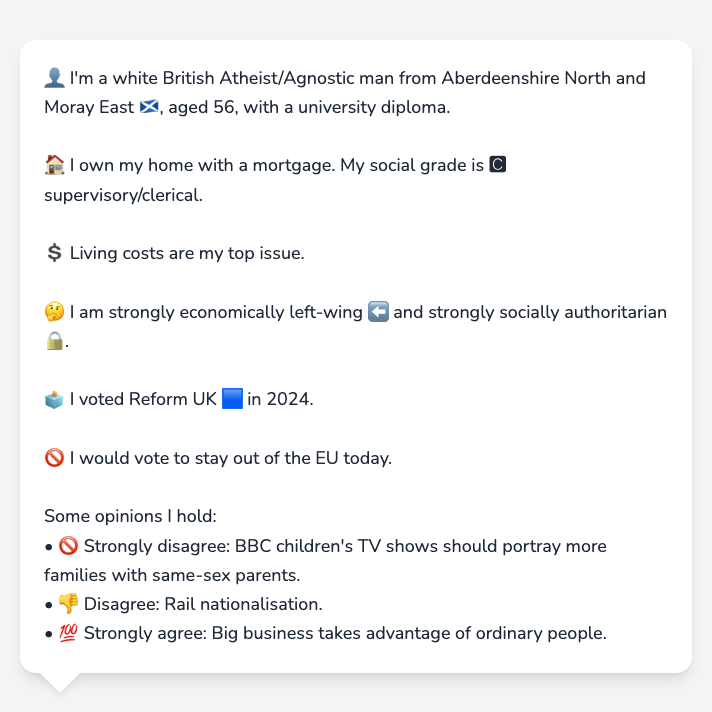 👤 I'm a white British Atheist/Agnostic man from Aberdeenshire North and
Moray East 🏴󠁧󠁢󠁳󠁣󠁴󠁿, aged 56, with a university diploma.
🏠 I own my home with a mortgage. My social grade is 🅲
supervisory/clerical.
💲 Living costs are my top issue.
🤔 I am strongly economically left-wing ⬅️ and strongly socially authoritarian
🔒.
🗳️ I voted Reform UK 🟦 in 2024.
🚫 I would vote to stay out of the EU today.
Some opinions I hold:
• 🚫 Strongly disagree: BBC children's TV shows should portray more
families with same-sex parents.
• 👎 Disagree: Rail nationalisation.
• 💯 Strongly agree: Big business takes advantage of ordinary people.